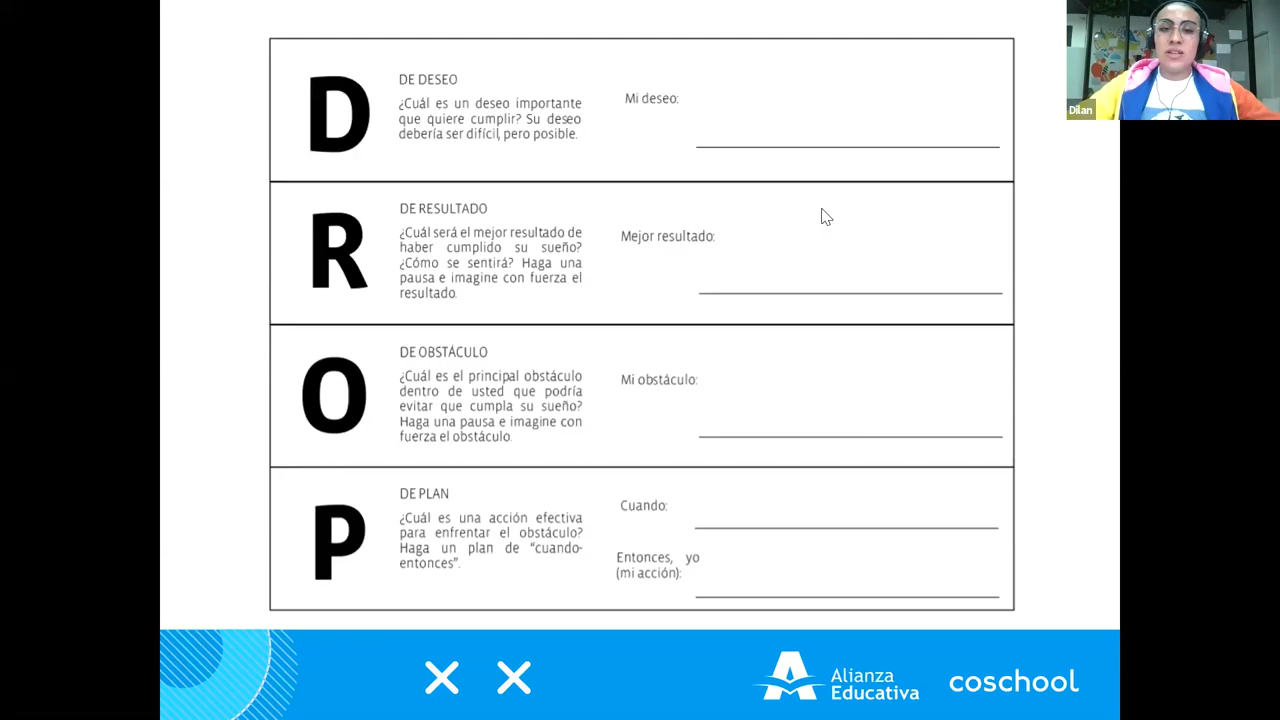 Dilan
D
DE DESEO
¿Cuál es un deseo importante
que quiere cumplir? Su deseo
debería ser difícil, pero posible.
Mi deseo:
R
DE RESULTADO
¿Cuál será el mejor resultado de
haber cumplido su sueño?
¿Cómo se sentirá? Haga una
pausa e imagine con fuerza el
resultado.
Mejor resultado:
O
DE OBSTÁCULO
¿Cuál es el principal obstáculo
dentro de usted que podría
evitar que cumpla su sueño?
Haga una pausa e imagine con
fuerza el obstáculo.
Mi obstáculo:
P
DE PLAN
¿Cuál es una acción efectiva
para enfrentar el obstáculo?
Haga un plan de “cuando-
entonces”.
Cuando:
Entonces, yo
(mi acción):
Alianza
Educativa
coschool